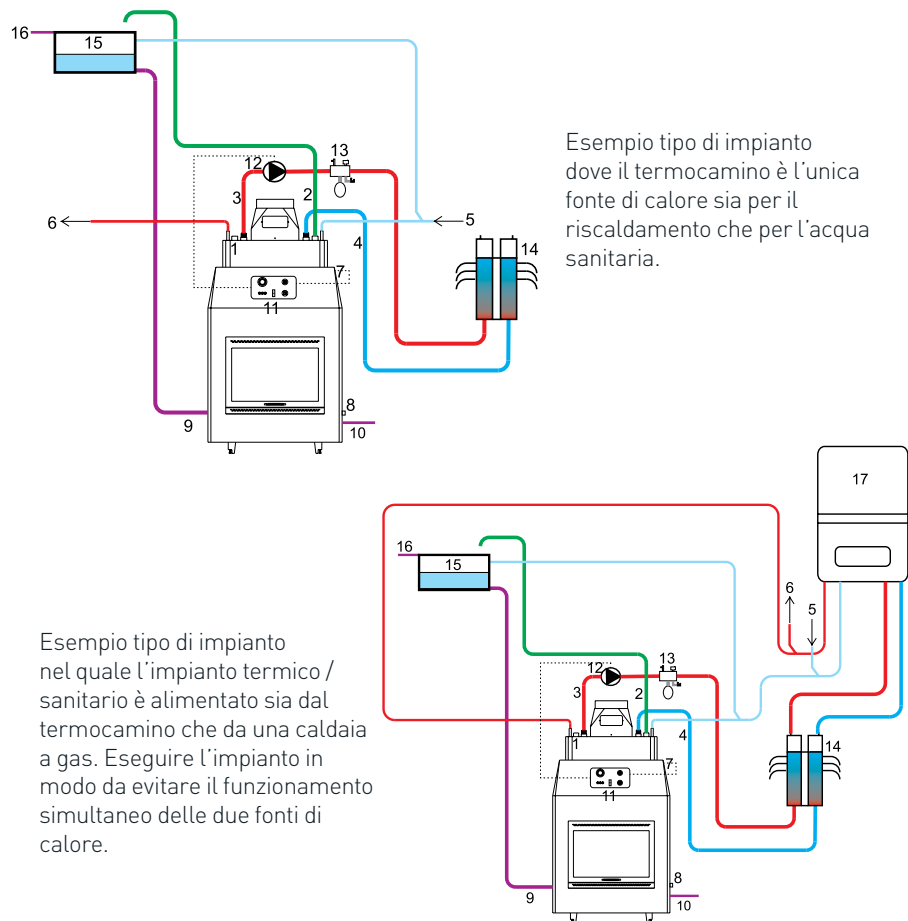 16
15
13
12
3
2
6
5
1
4
14
7
11
8
9
10
Esempio tipo di impianto
dove il termocamino è l'unica
fonte di calore sia per il
riscaldamento che per l'acqua
sanitaria.
17
16
15
6
5
13
12
3
2
1
4
14
7
11
8
9
10
Esempio tipo di impianto
nel quale l'impianto termico /
sanitario è alimentato sia dal
termocamino che da una caldaia
a gas. Eseguire l'impianto in
modo da evitare il funzionamento
simultaneo delle due fonti di
calore.